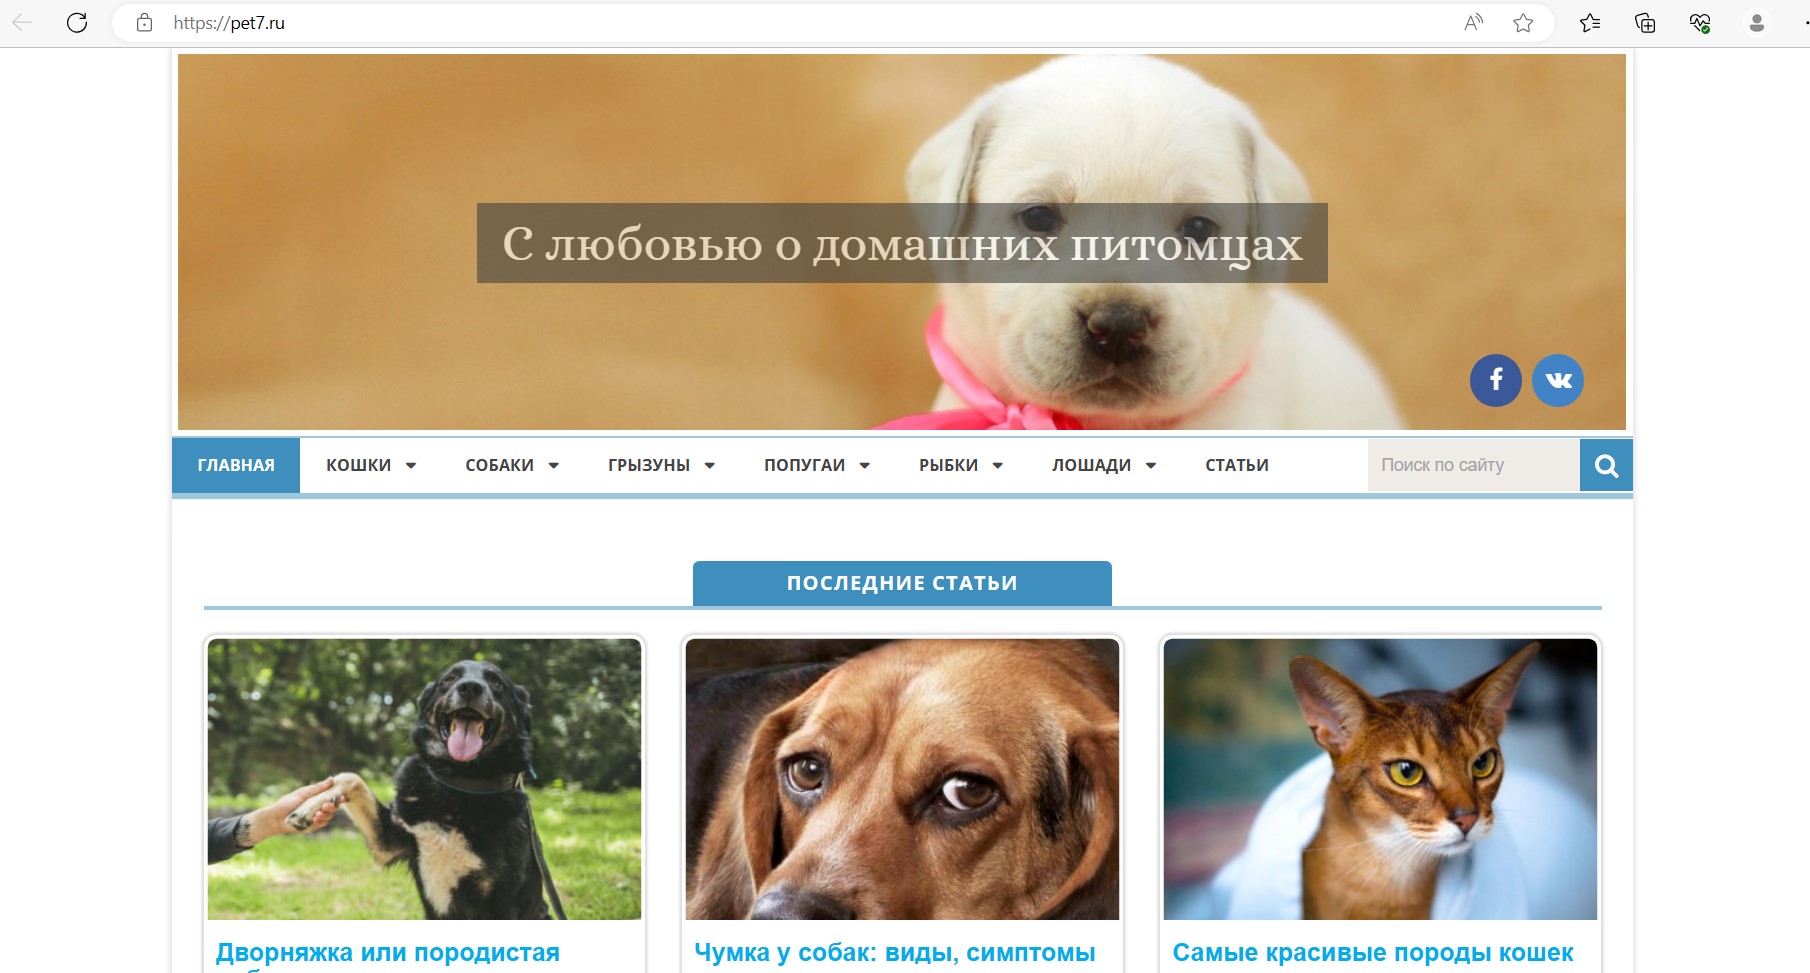 https://pet7.ru
С любовью о домашних питомцах
ГЛАВНАЯ КОШКИ СОБАКИ ГРЫЗУНЫ ПОПУГАИ РЫБКИ ЛОШАДИ СТАТЬИ Поиск по сайту
ПОСЛЕДНИЕ СТАТЬИ
Дворняжка или породистая
Чумка у собак: виды, симптомы
Самые красивые породы кошек